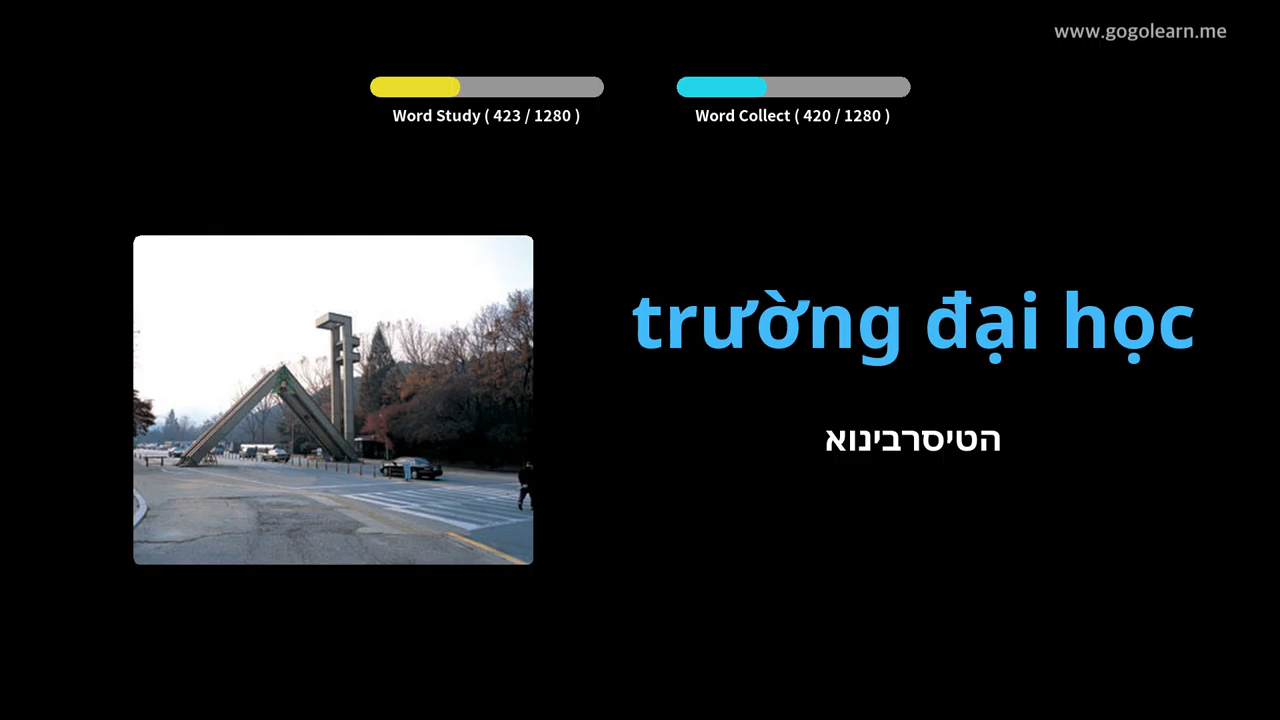 www.gogolearn.me
Word Study ( 423 / 1280 )
Word Collect ( 420 / 1280 )
trường đại học
הטיסרבינוא